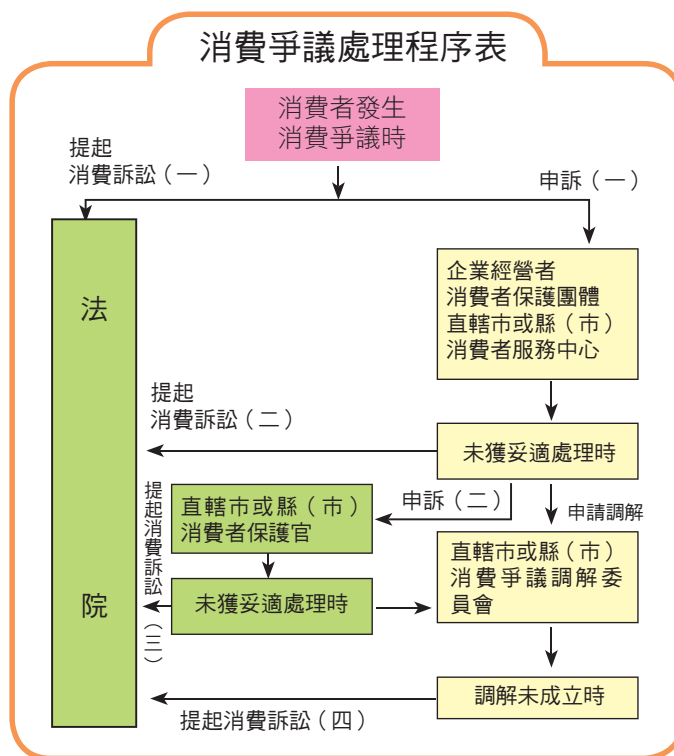 消費爭議處理程序表
消費者發生
消費爭議時
提起
消費訴訟（一）
申訴（一）
法
院
企業經營者
消費者保護團體
直轄市或縣（市）
消費者服務中心
提起
消費訴訟（二）
未獲妥適處理時
提起消費訴訟（三）
直轄市或縣（市）
消費者保護官
申訴（二）
申請調解
未獲妥適處理時
直轄市或縣（市）
消費爭議調解委
員會
調解未成立時
提起消費訴訟（四）